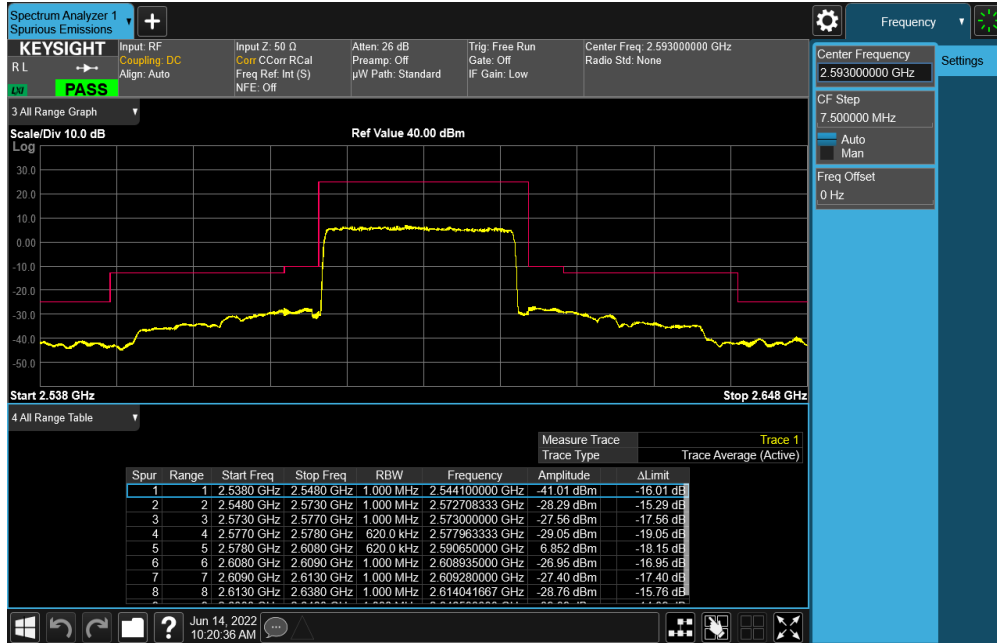 Spectrum Analyzer 1
Spurious Emissions
+
Frequency
KEYSIGHT
R L
LXI
PASS
Input: RF
Coupling: DC
Align: Auto
Input Z: 50 Ω
Corr CCorr RCal
Freq Ref: Int (S)
NFE: Off
Atten: 26 dB
Preamp: Off
µW Path: Standard
Trig: Free Run
Gate: Off
IF Gain: Low
Center Freq: 2.593000000 GHz
Radio Std: None
Center Frequency
2.593000000 GHz
Settings
CF Step
7.500000 MHz
Auto
Man
Freq Offset
0 Hz
3 All Range Graph
Scale/Div 10.0 dB
Ref Value 40.00 dBm
Log
30.0
20.0
10.0
0.00
-10.0
-20.0
-30.0
-40.0
-50.0
Start 2.538 GHz
Stop 2.648 GHz
4 All Range Table
Measure Trace Trace 1
Trace Type Trace Average (Active)
Spur Range Start Freq Stop Freq RBW Frequency Amplitude ΔLimit
1 1 2.5380 GHz 2.5480 GHz 1.000 MHz 2.544100000 GHz -41.01 dBm -16.01 dB
2 2 2.5480 GHz 2.5730 GHz 1.000 MHz 2.572708333 GHz -28.29 dBm -15.29 dB
3 3 2.5730 GHz 2.5770 GHz 1.000 MHz 2.573000000 GHz -27.56 dBm -17.56 dB
4 4 2.5770 GHz 2.5780 GHz 620.0 kHz 2.577963333 GHz -29.05 dBm -19.05 dB
5 5 2.5780 GHz 2.6080 GHz 620.0 kHz 2.590650000 GHz 6.852 dBm -18.15 dB
6 6 2.6080 GHz 2.6090 GHz 1.000 MHz 2.608935000 GHz -26.95 dBm -16.95 dB
7 7 2.6090 GHz 2.6130 GHz 1.000 MHz 2.609280000 GHz -27.40 dBm -17.40 dB
8 8 2.6130 GHz 2.6380 GHz 1.000 MHz 2.614041667 GHz -28.76 dBm -15.76 dB
?
Jun 14, 2022
10:20:36 AM